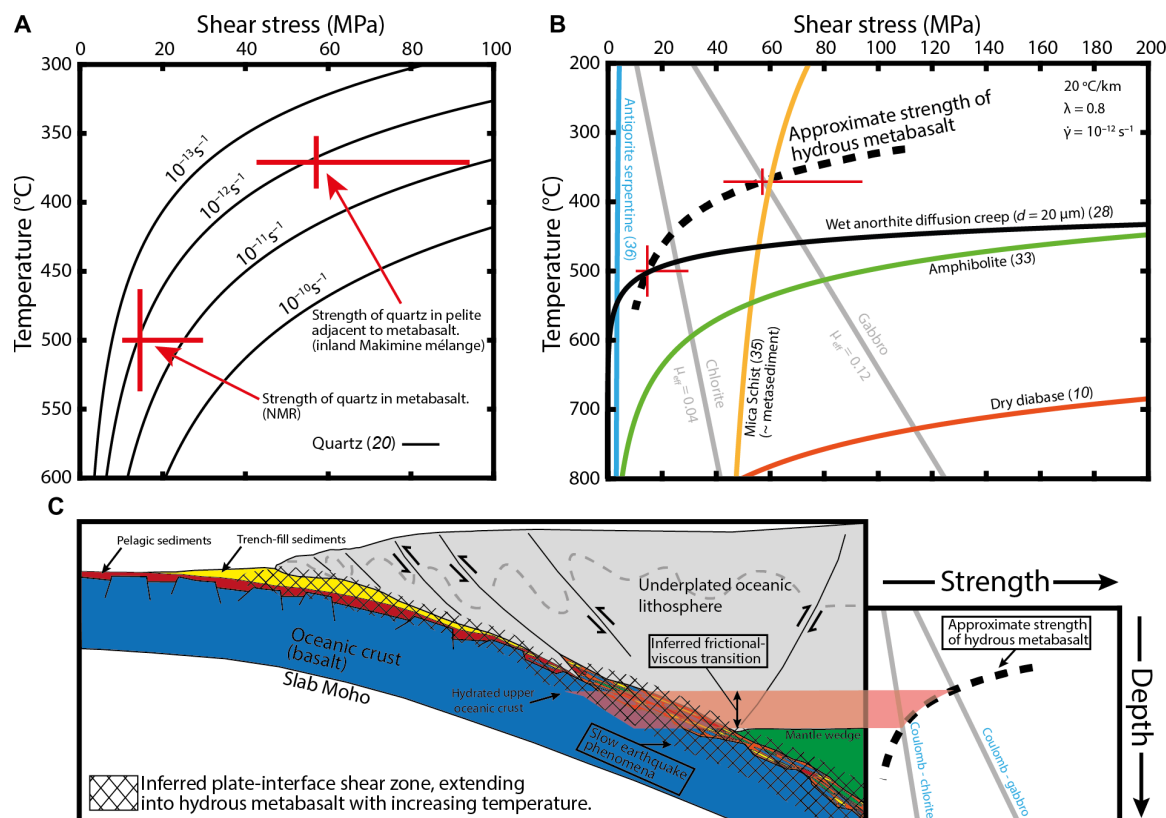 A
Shear stress (MPa)
0 20 40 60 80 100
Temperature (°C)
300
350
400
450
500
550
600
10⁻¹³s⁻¹
10⁻¹²s⁻¹
10⁻¹¹s⁻¹
10⁻¹⁰s⁻¹
Strength of quartz in pelite
adjacent to metabasalt.
(inland Makimine mélange)
Strength of quartz in metabasalt.
(NMR)
Quartz (20)
B
Shear stress (MPa)
0 20 40 60 80 100 120 140 160 180 200
Temperature (°C)
200
300
400
500
600
700
800
20 ºC/km
λ = 0.8
γ̇ = 10⁻¹² s⁻¹
Antigorite serpentine (36)
Approximate strength of
hydrous metabasalt
Wet anorthite diffusion creep (d = 20 μm) (28)
Amphibolite (33)
Chlorite
μeff = 0.04
Gabbro
μeff = 0.12
Mica Schist (35)
(~ metasediment)
Dry diabase (10)
C
Pelagic sediments
Trench-fill sediments
Underplated oceanic
lithosphere
Oceanic crust
(basalt)
Slab Moho
Hydrated upper
oceanic crust
Inferred frictional-
viscous transition
Slow earthquake
phenomena
Mantle wedge
Inferred plate-interface shear zone, extending
into hydrous metabasalt with increasing temperature.
Strength
Depth
Approximate strength
of hydrous metabasalt
Coulomb - chlorite
Coulomb - gabbro